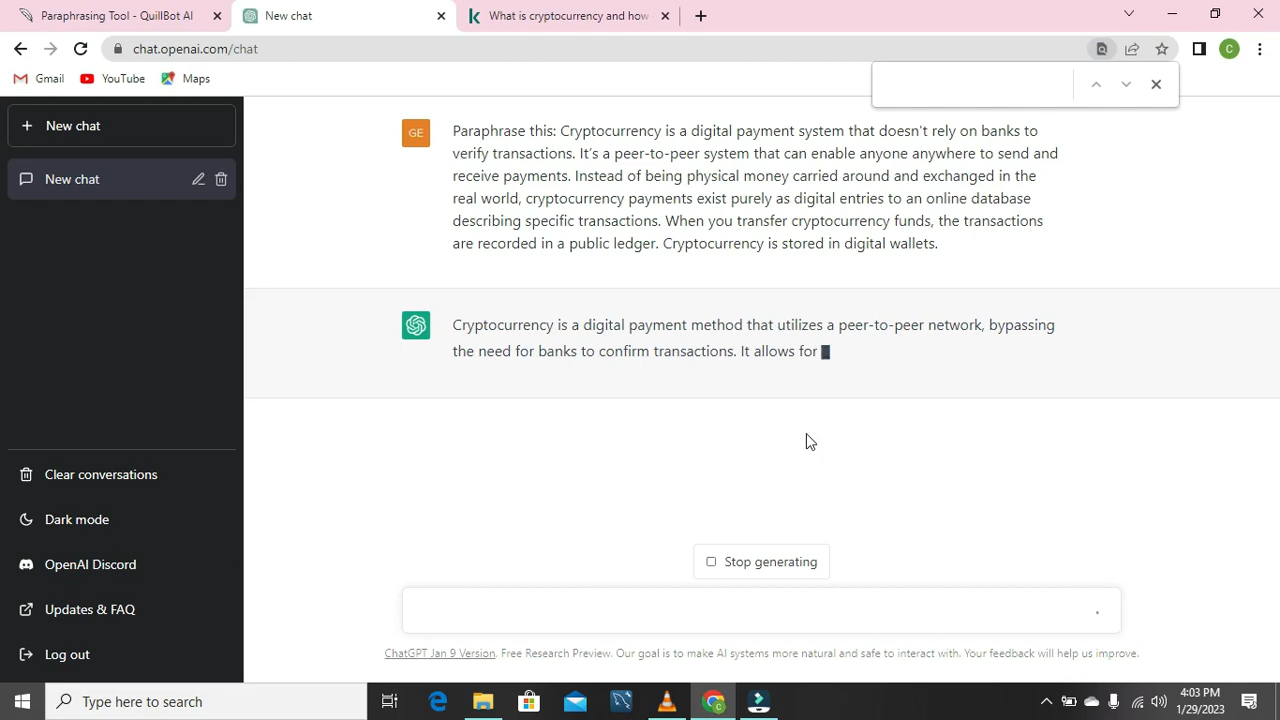 Paraphrasing Tool - QuillBot AI
New chat
What is cryptocurrency and how
chat.openai.com/chat
C
Gmail
YouTube
Maps
New chat
New chat
Clear conversations
Dark mode
OpenAI Discord
Updates & FAQ
Log out
GE
Paraphrase this: Cryptocurrency is a digital payment system that doesn't rely on banks to
verify transactions. It’s a peer-to-peer system that can enable anyone anywhere to send and
receive payments. Instead of being physical money carried around and exchanged in the
real world, cryptocurrency payments exist purely as digital entries to an online database
describing specific transactions. When you transfer cryptocurrency funds, the transactions
are recorded in a public ledger. Cryptocurrency is stored in digital wallets.
Cryptocurrency is a digital payment method that utilizes a peer-to-peer network, bypassing
the need for banks to confirm transactions. It allows for
Stop generating
ChatGPT Jan 9 Version. Free Research Preview. Our goal is to make AI systems more natural and safe to interact with. Your feedback will help us improve.
Type here to search
4:03 PM
1/29/2023